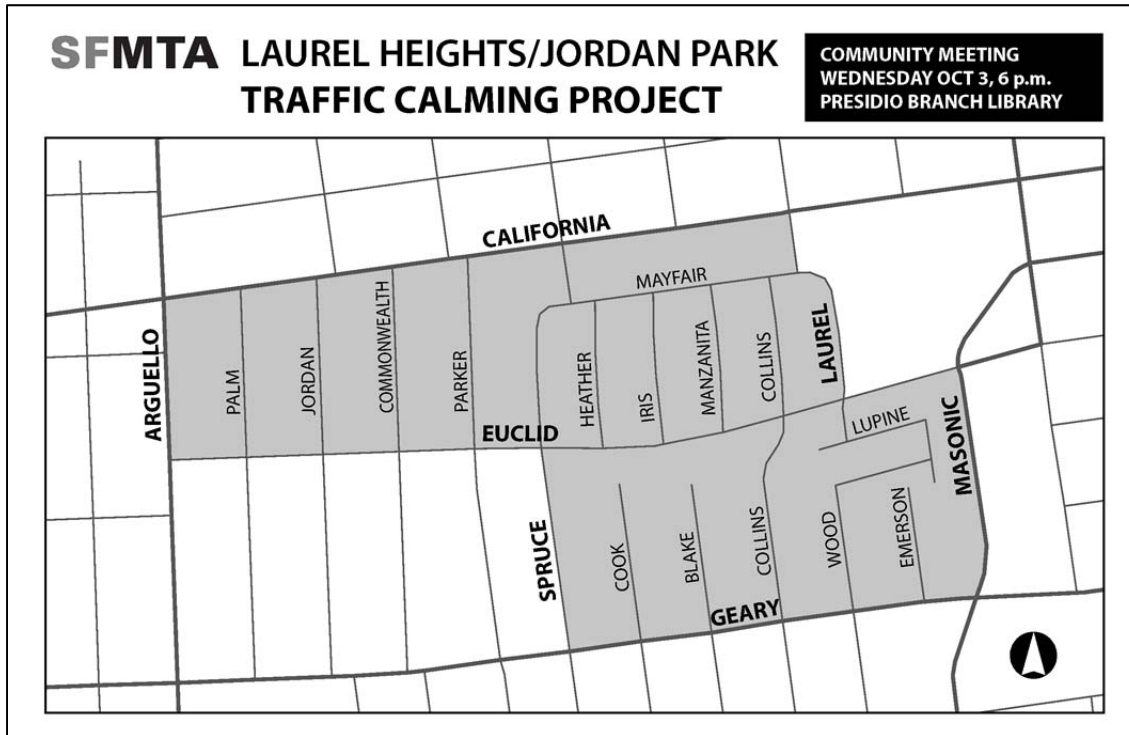 SFMTA LAUREL HEIGHTS/JORDAN PARK
TRAFFIC CALMING PROJECT
COMMUNITY MEETING
WEDNESDAY OCT 3, 6 p.m.
PRESIDIO BRANCH LIBRARY
CALIFORNIA
MAYFAIR
ARGUELLO
PALM
JORDAN
COMMONWEALTH
PARKER
HEATHER
IRIS
MANZANITA
COLLINS
LAUREL
EUCLID
LUPINE
MASONIC
SPRUCE
COOK
BLAKE
COLLINS
WOOD
EMERSON
GEARY